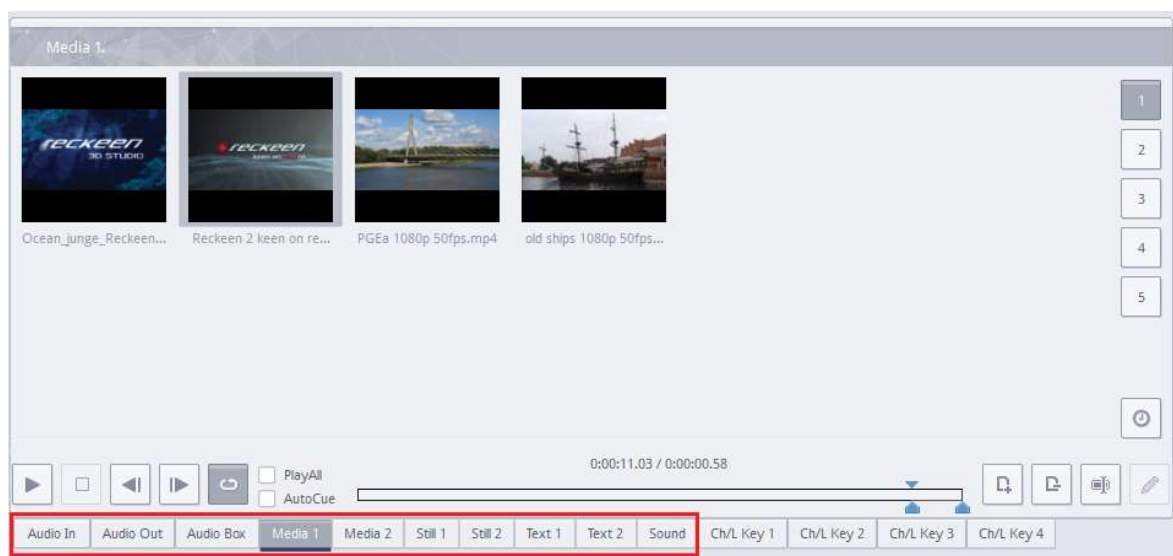 Media 1
1
reckeen
3D STUDIO
reckeen
2
3
Ocean_junge_Reckeen...
Reckeen 2 keen on re...
PGEa 1080p 50fps.mp4
old ships 1080p 50fps...
4
5
0:00:11.03 / 0:00:00.58
PlayAll
AutoCue
Audio In
Audio Out
Audio Box
Media 1
Media 2
Still 1
Still 2
Text 1
Text 2
Sound
Ch/L Key 1
Ch/L Key 2
Ch/L Key 3
Ch/L Key 4